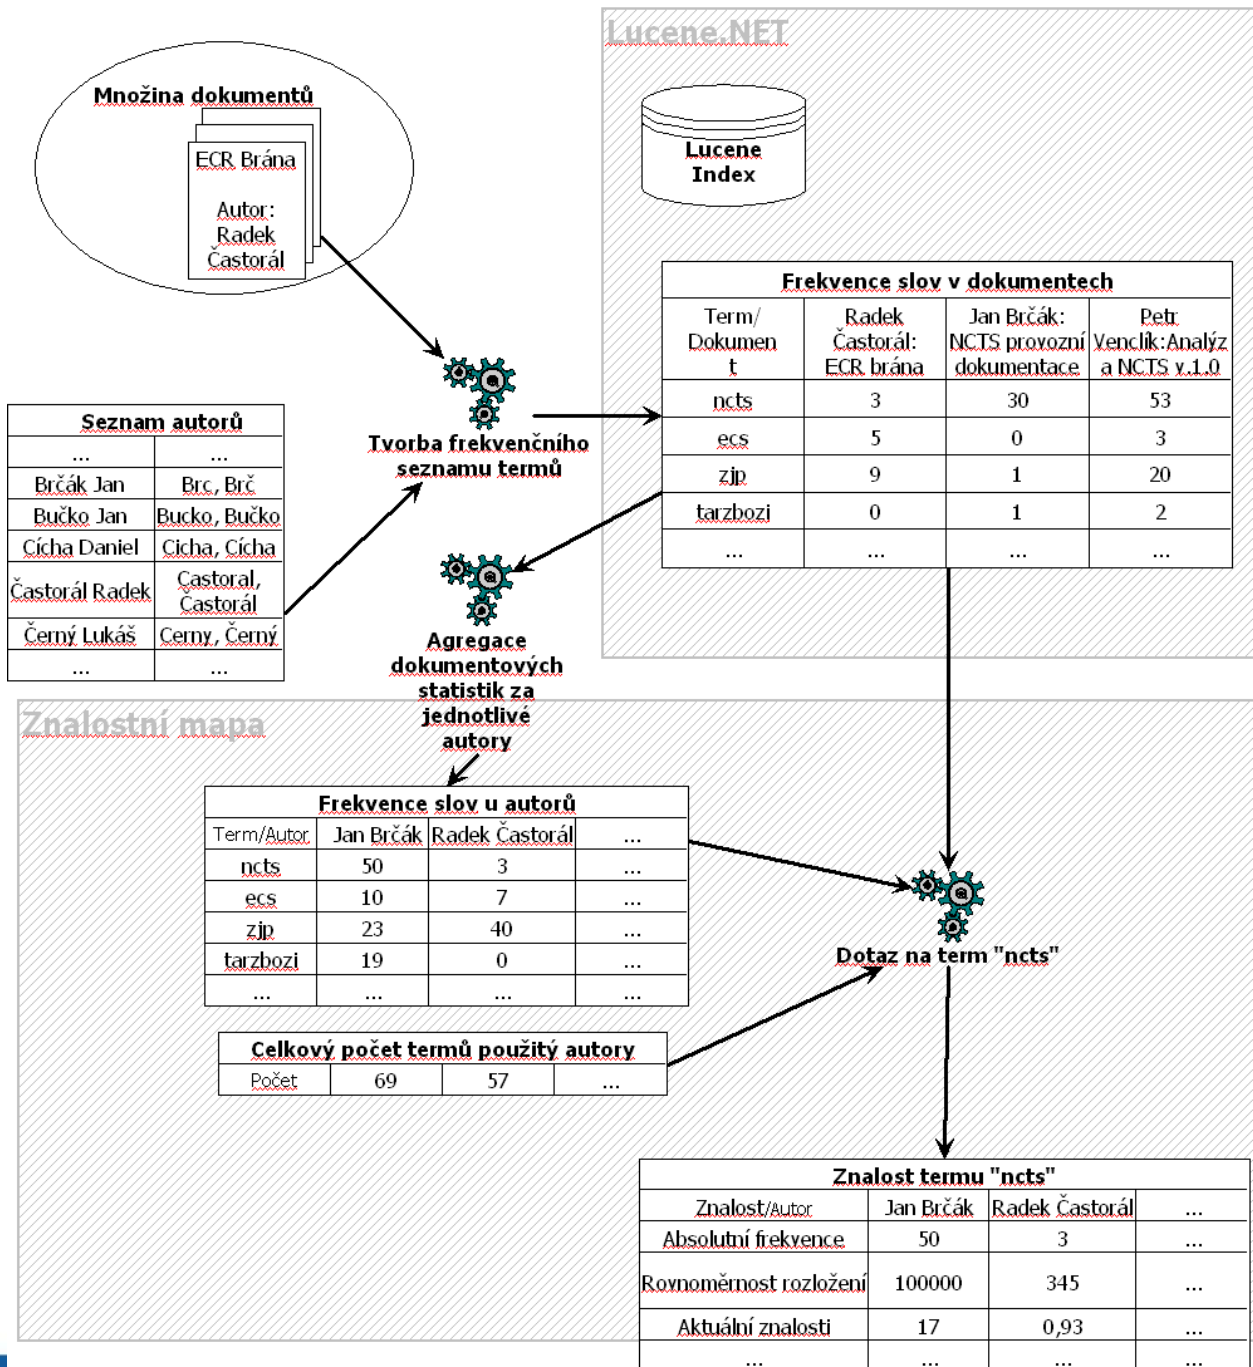 Lucene.NET
Množina dokumentů
ECR Brána
Autor:
Radek
Častorál
Lucene
Index
Frekvence slov v dokumentech
Term/
Dokumen
t
Radek
Častorál:
ECR brána
Jan Brčák:
NCTS provozní
dokumentace
Petr
Venclík:Analýz
a NCTS v.1.0
ncts 3 30 53
ecs 5 0 3
zjp 9 1 20
tarzbozi 0 1 2
... ... ... ...
Tvorba frekvenčního
seznamu termů
Seznam autorů
... ...
Brčák Jan Brc, Brč
Bučko Jan Bucko, Bučko
Cícha Daniel Cicha, Cícha
Častorál Radek Castoral,
Častorál
Černý Lukáš Cerny, Černý
... ...
Agregace
dokumentových
statistik za
jednotlivé
autory
Znalostní mapa
Frekvence slov u autorů
Term/Autor Jan Brčák Radek Častorál ...
ncts 50 3 ...
ecs 10 7 ...
zjp 23 40 ...
tarzbozi 19 0 ...
... ... ... ...
Dotaz na term "ncts"
Celkový počet termů použitý autory
Počet 69 57 ...
Znalost termu "ncts"
Znalost/Autor Jan Brčák Radek Častorál ...
Absolutní frekvence 50 3 ...
Rovnoměrnost rozložení 100000 345 ...
Aktuální znalosti 17 0,93 ...
... ... ... ...